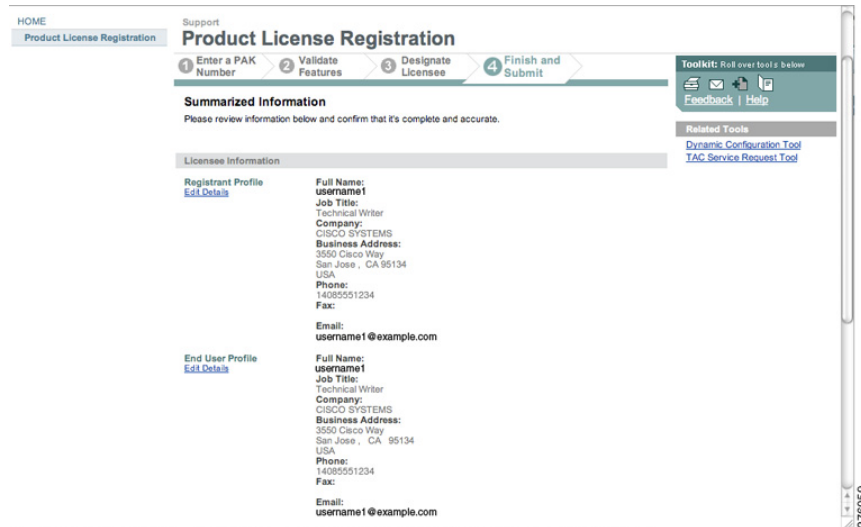 HOME
Product License Registration
Support
Product License Registration
1 Enter a PAK Number
2 Validate Features
3 Designate Licensee
4 Finish and Submit
Summarized Information
Please review information below and confirm that it's complete and accurate.
Licensee Information
Registrant Profile
Edit Details
Full Name:
username1
Job Title:
Technical Writer
Company:
CISCO SYSTEMS
Business Address:
3550 Cisco Way
San Jose , CA 95134
USA
Phone:
14085551234
Fax:
Email:
username1@example.com
End User Profile
Edit Details
Full Name:
username1
Job Title:
Technical Writer
Company:
CISCO SYSTEMS
Business Address:
3550 Cisco Way
San Jose , CA 95134
USA
Phone:
14085551234
Fax:
Email:
username1@example.com
Toolkit: Roll over tools below
Feedback | Help
Related Tools
Dynamic Configuration Tool
TAC Service Request Tool